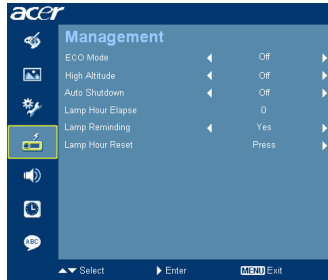 acer
Management
ECO Mode Off
High Altitude Off
Auto Shutdown Off
Lamp Hour Elapse 0
Lamp Reminding Yes
Lamp Hour Reset Press
ABC
Select Enter MENU Exit